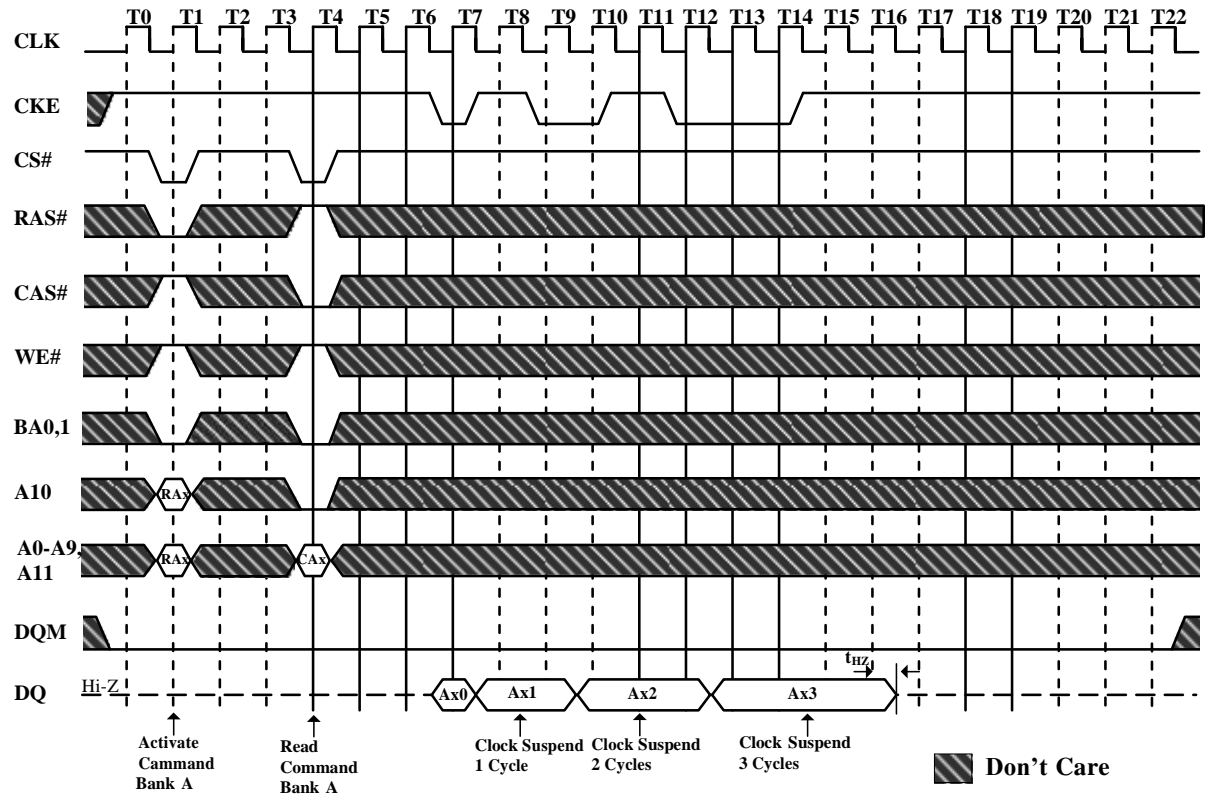 T0 T1 T2 T3 T4 T5 T6 T7 T8 T9 T10 T11 T12 T13 T14 T15 T16 T17 T18 T19 T20 T21 T22
CLK
CKE
CS#
RAS#
CAS#
WE#
BA0,1
A10 RAx
A0-A9,
A11 RAx CAx
DQM
tHZ
DQ Hi-Z Ax0 Ax1 Ax2 Ax3
Activate
Cammand
Bank A
Read
Command
Bank A
Clock Suspend
1 Cycle
Clock Suspend
2 Cycles
Clock Suspend
3 Cycles
Don't Care